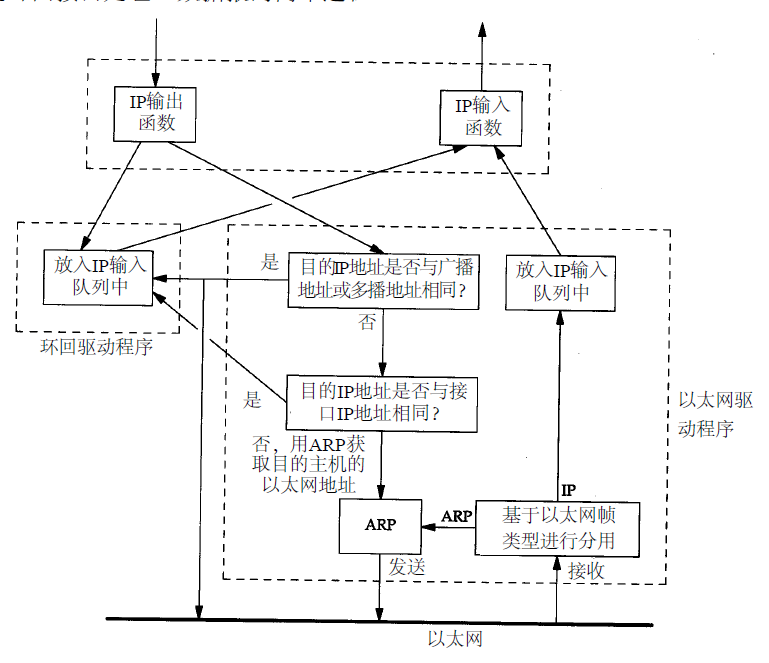 IP输出
函数
IP输入
函数
放入IP输入
队列中
是
目的IP地址是否与广播
地址或多播地址相同?
放入IP输入
队列中
否
环回驱动程序
是
目的IP地址是否与接
口IP地址相同?
以太网驱
动程序
否,用ARP获
取目的主机的
以太网地址
IP
ARP
ARP
基于以太网帧
类型进行分用
发送
接收
以太网